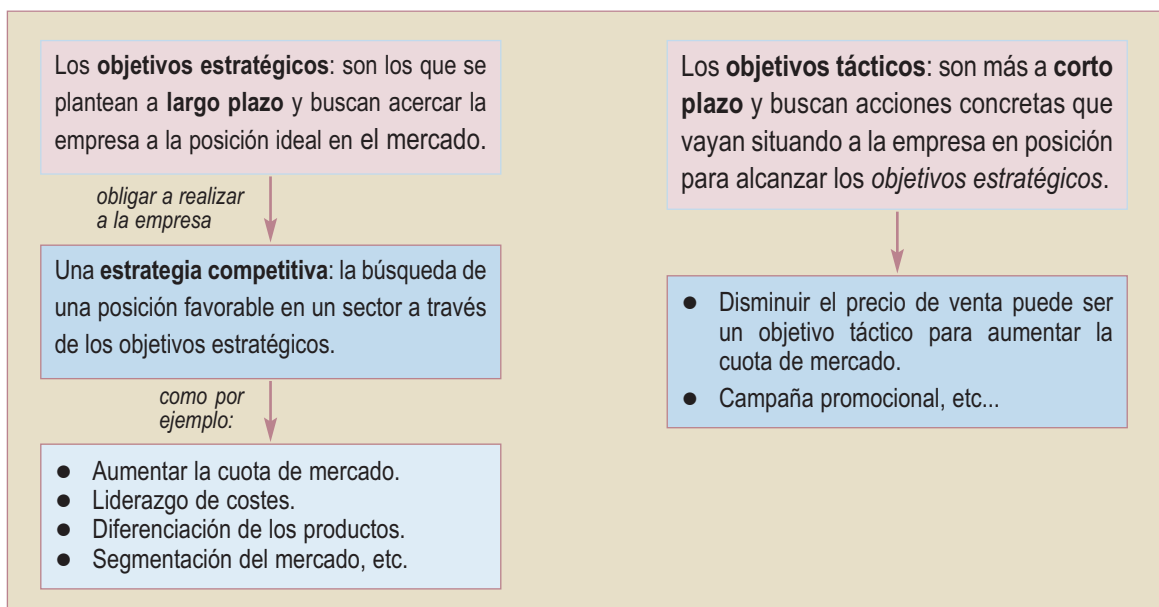 Los objetivos estratégicos: son los que se
plantean a largo plazo y buscan acercar la
empresa a la posición ideal en el mercado.
obligar a realizar
a la empresa
Una estrategia competitiva: la búsqueda de
una posición favorable en un sector a través
de los objetivos estratégicos.
como por
ejemplo:
● Aumentar la cuota de mercado.
● Liderazgo de costes.
● Diferenciación de los productos.
● Segmentación del mercado, etc.
Los objetivos tácticos: son más a corto
plazo y buscan acciones concretas que
vayan situando a la empresa en posición
para alcanzar los objetivos estratégicos.
● Disminuir el precio de venta puede ser
un objetivo táctico para aumentar la
cuota de mercado.
● Campaña promocional, etc...